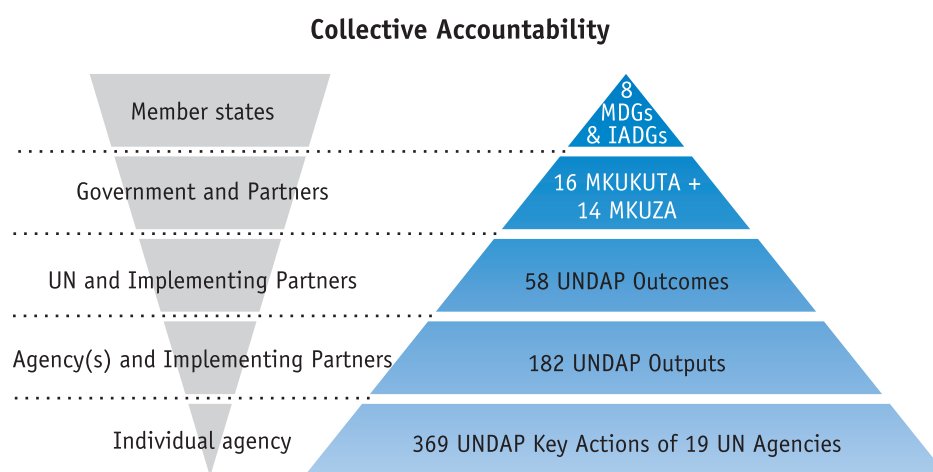 Collective Accountability
Member states
8
MDGs
& IADGs
Government and Partners
16 MKUKUTA +
14 MKUZA
UN and Implementing Partners
58 UNDAP Outcomes
Agency(s) and Implementing Partners
182 UNDAP Outputs
Individual agency
369 UNDAP Key Actions of 19 UN Agencies